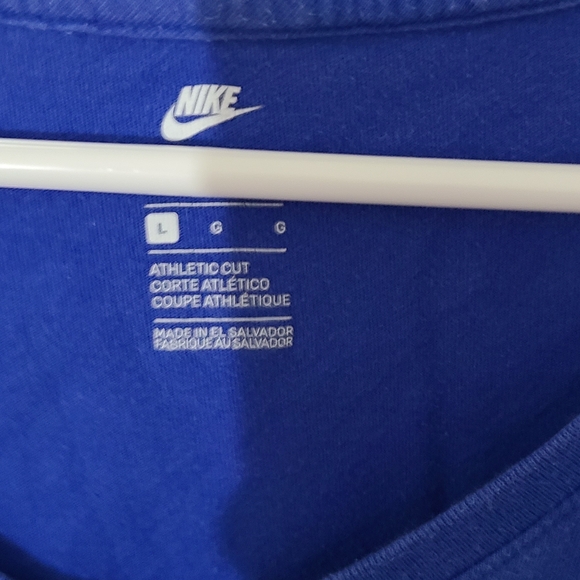 NIKE
L G G
ATHLETIC CUT
CORTE ATLÉTICO
COUPE ATHLÉTIQUE
MADE IN EL SALVADOR
FABRIQUÉ AU SALVADOR